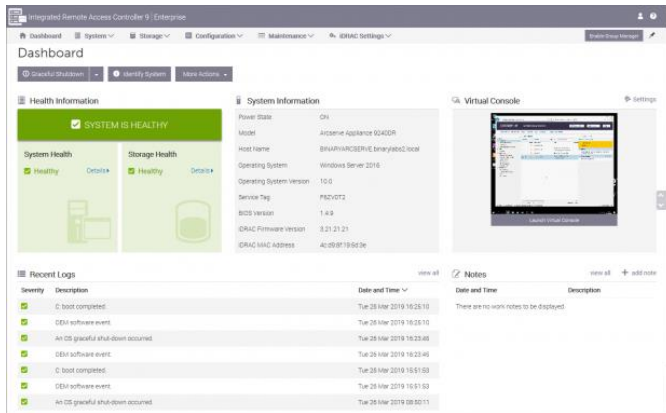 Integrated Remote Access Controller 9 | Enterprise
Dashboard System Storage Configuration Maintenance iDRAC Settings Enable Group Manager
Dashboard
Graceful Shutdown Identify System More Actions
Health Information
SYSTEM IS HEALTHY
System Health
Healthy Details
Storage Health
Healthy Details
System Information
Power State ON
Model Arcserve Appliance 9240DR
Host Name BINARYARCSERVE.binarylabs2.local
Operating System Windows Server 2016
Operating System Version 10.0
Service Tag
BIOS Version 1.4.9
iDRAC Firmware Version 3.21.21.21
iDRAC MAC Address
Virtual Console Settings
Launch Virtual Console
Recent Logs view all
Severity Description Date and Time
C: boot completed. Tue 26 Mar 2019 16:25:10
OEM software event. Tue 26 Mar 2019 16:25:10
An OS graceful shut-down occurred. Tue 26 Mar 2019 16:23:46
OEM software event. Tue 26 Mar 2019 16:23:46
C: boot completed. Tue 26 Mar 2019 15:51:53
OEM software event. Tue 26 Mar 2019 15:51:53
An OS graceful shut-down occurred. Tue 26 Mar 2019 08:50:11
Notes view all + add note
Date and Time Description
There are no work notes to be displayed.